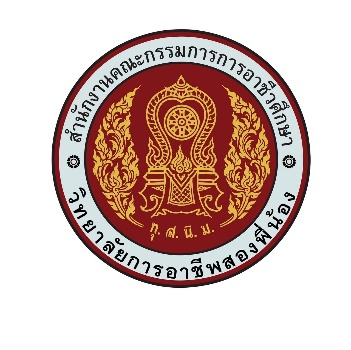 สำนักงานคณะกรรมการการอาชีวศึกษา
ทุ. ส. นิ. ม.
วิทยาลัยการอาชีพสองพี่น้อง